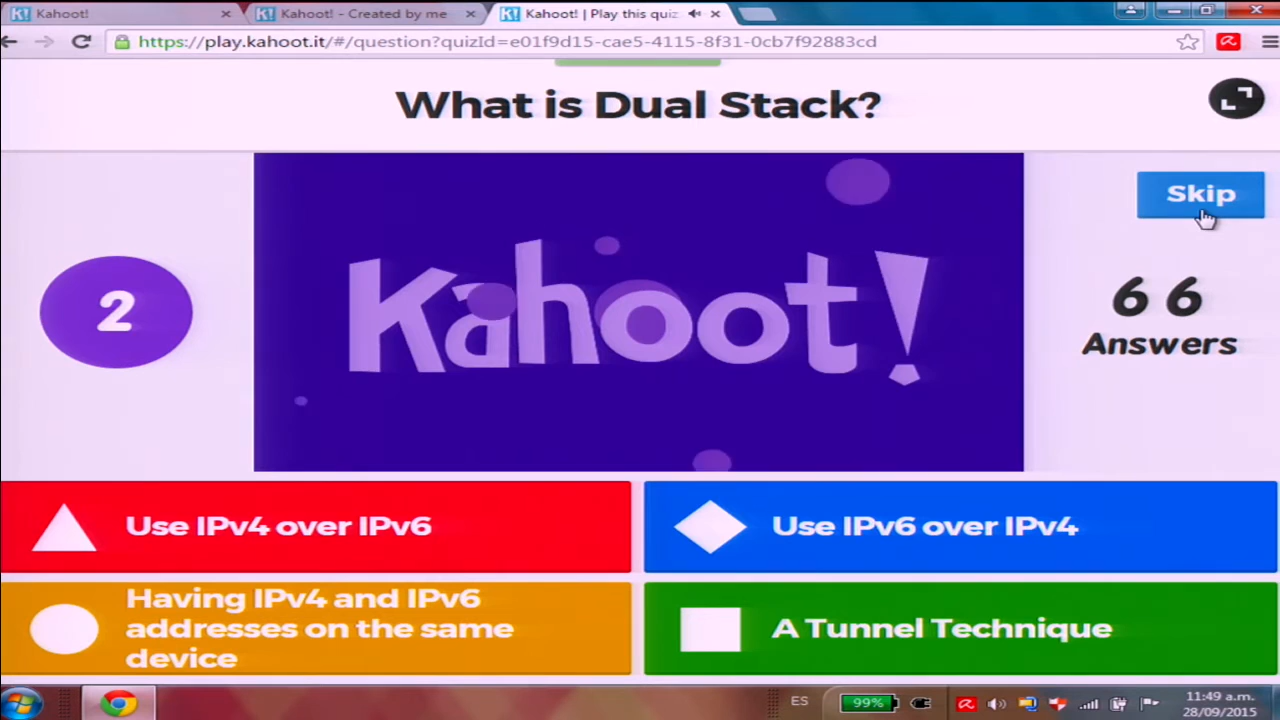 Kahoot!
Kahoot! - Created by me
Kahoot! | Play this quiz
https://play.kahoot.it/#/question?quizId=e01f9d15-cae5-4115-8f31-0cb7f92883cd
What is Dual Stack?
Skip
2
Kahoot!
66
Answers
Use IPv4 over IPv6
Use IPv6 over IPv4
Having IPv4 and IPv6
addresses on the same
device
A Tunnel Technique
ES
99%
11:49 a.m.
28/09/2015